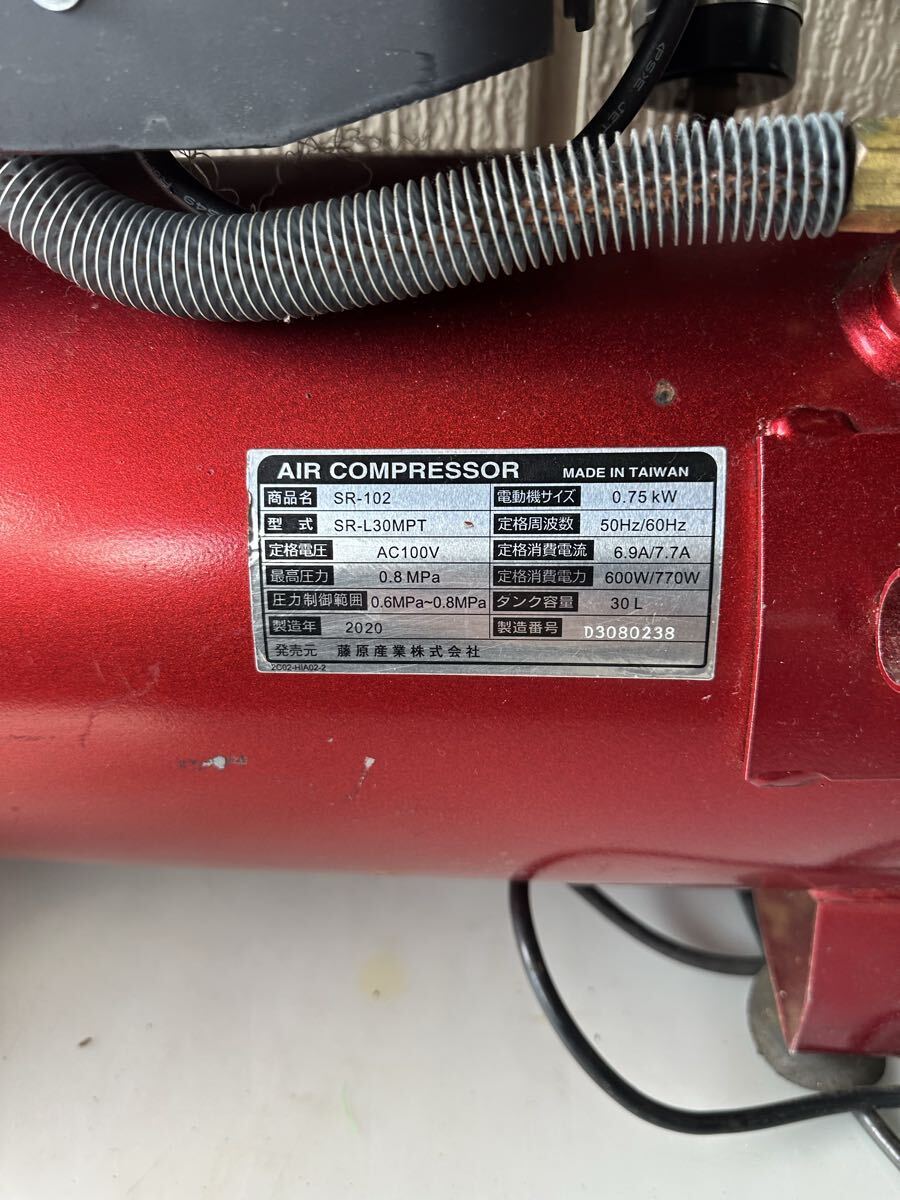 <PS>E JET
AIR COMPRESSOR MADE IN TAIWAN
商品名 SR-102 電動機サイズ 0.75 kW
型式 SR-L30MPT 定格周波数 50Hz/60Hz
定格電圧 AC100V 定格消費電流 6.9A/7.7A
最高圧力 0.8 MPa 定格消費電力 600W/770W
圧力制御範囲 0.6MPa~0.8MPa タンク容量 30 L
製造年 2020 製造番号 D3080238
発売元 藤原産業株式会社
2C02-HIA02-2